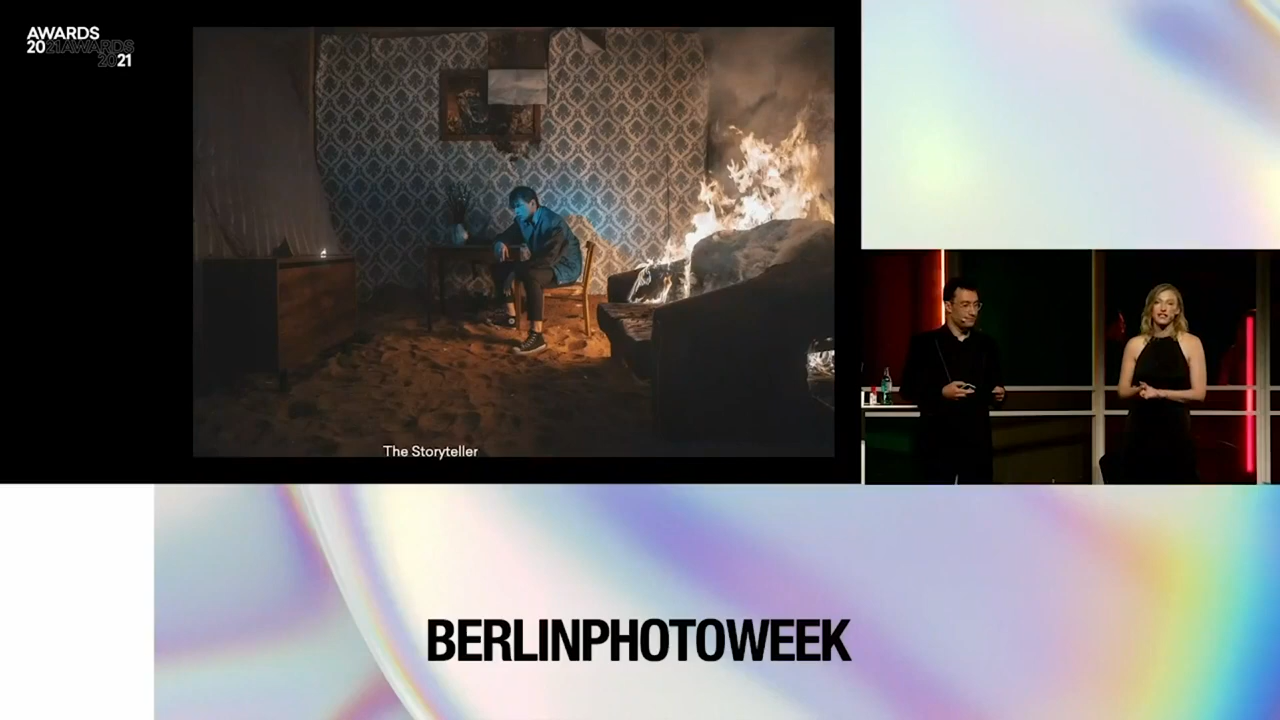 AWARDS
2021AWARDS
2021
The Storyteller
BERLINPHOTOWEEK